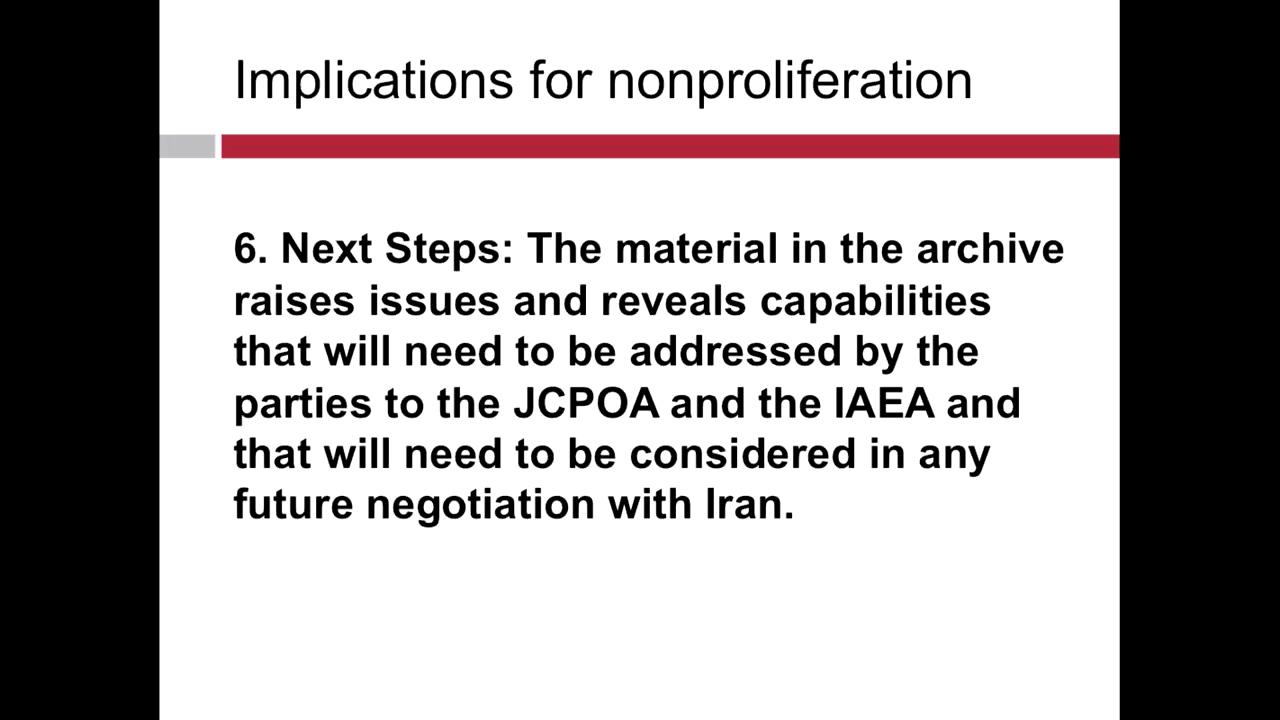 Implications for nonproliferation
6. Next Steps: The material in the archive
raises issues and reveals capabilities
that will need to be addressed by the
parties to the JCPOA and the IAEA and
that will need to be considered in any
future negotiation with Iran.